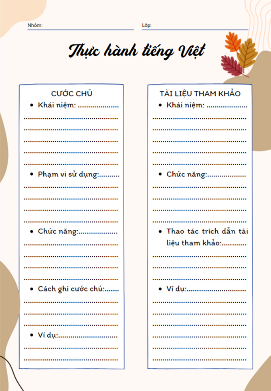 Nhóm:
Lớp:
Thực hành tiếng Việt
CƯỚC CHÚ
Khái niệm:
Phạm vi sử dụng:
Chức năng:
Cách ghi cước chú:
Ví dụ:
TÀI LIỆU THAM KHẢO
Khái niệm:
Chức năng:
Thao tác trích dẫn tài
liệu tham khảo:
Ví dụ: